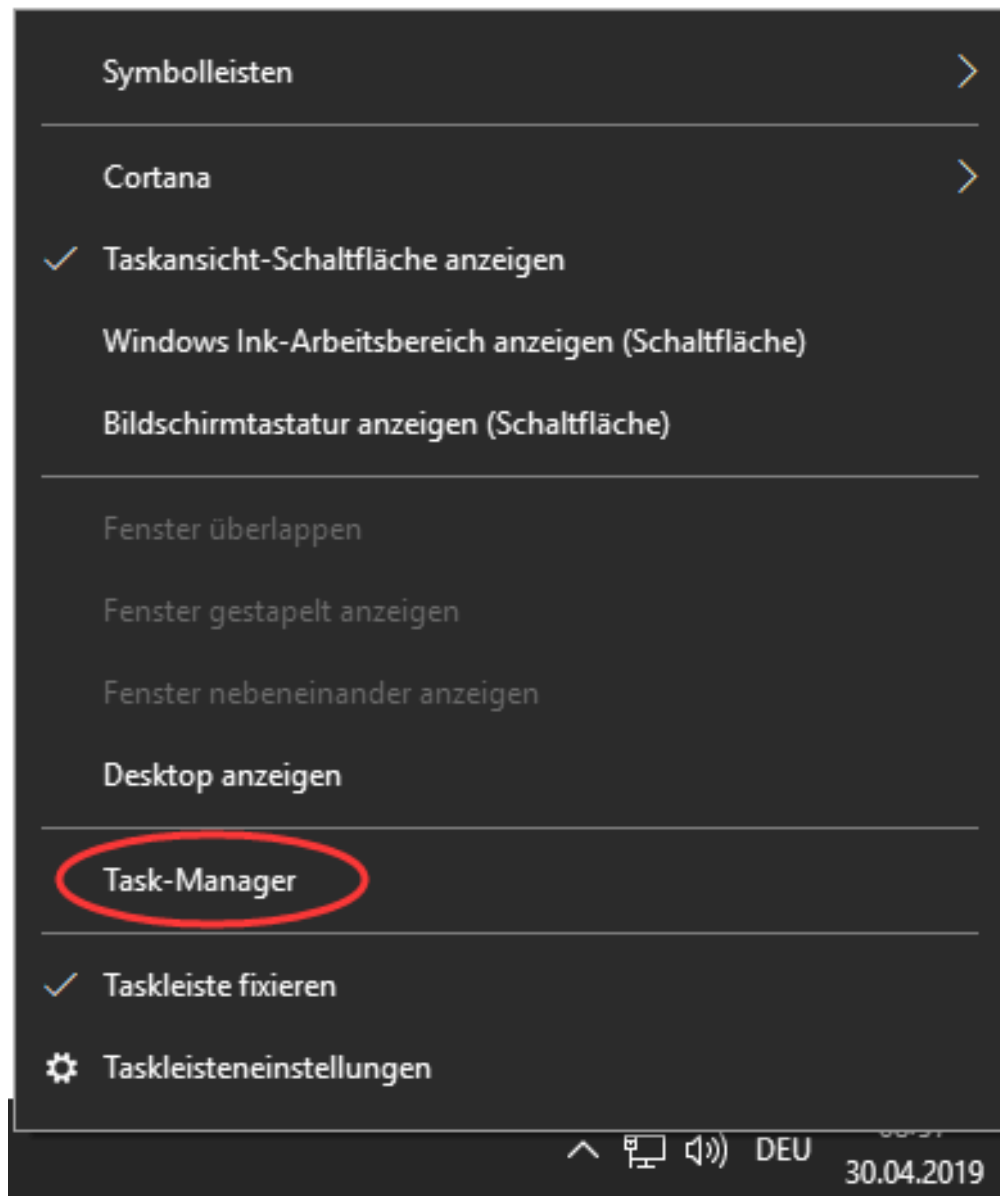 Symbolleisten
Cortana
Taskansicht-Schaltfläche anzeigen
Windows Ink-Arbeitsbereich anzeigen (Schaltfläche)
Bildschirmtastatur anzeigen (Schaltfläche)
Fenster überlappen
Fenster gestapelt anzeigen
Fenster nebeneinander anzeigen
Desktop anzeigen
Task-Manager
Taskleiste fixieren
Taskleisteneinstellungen
DEU
30.04.2019